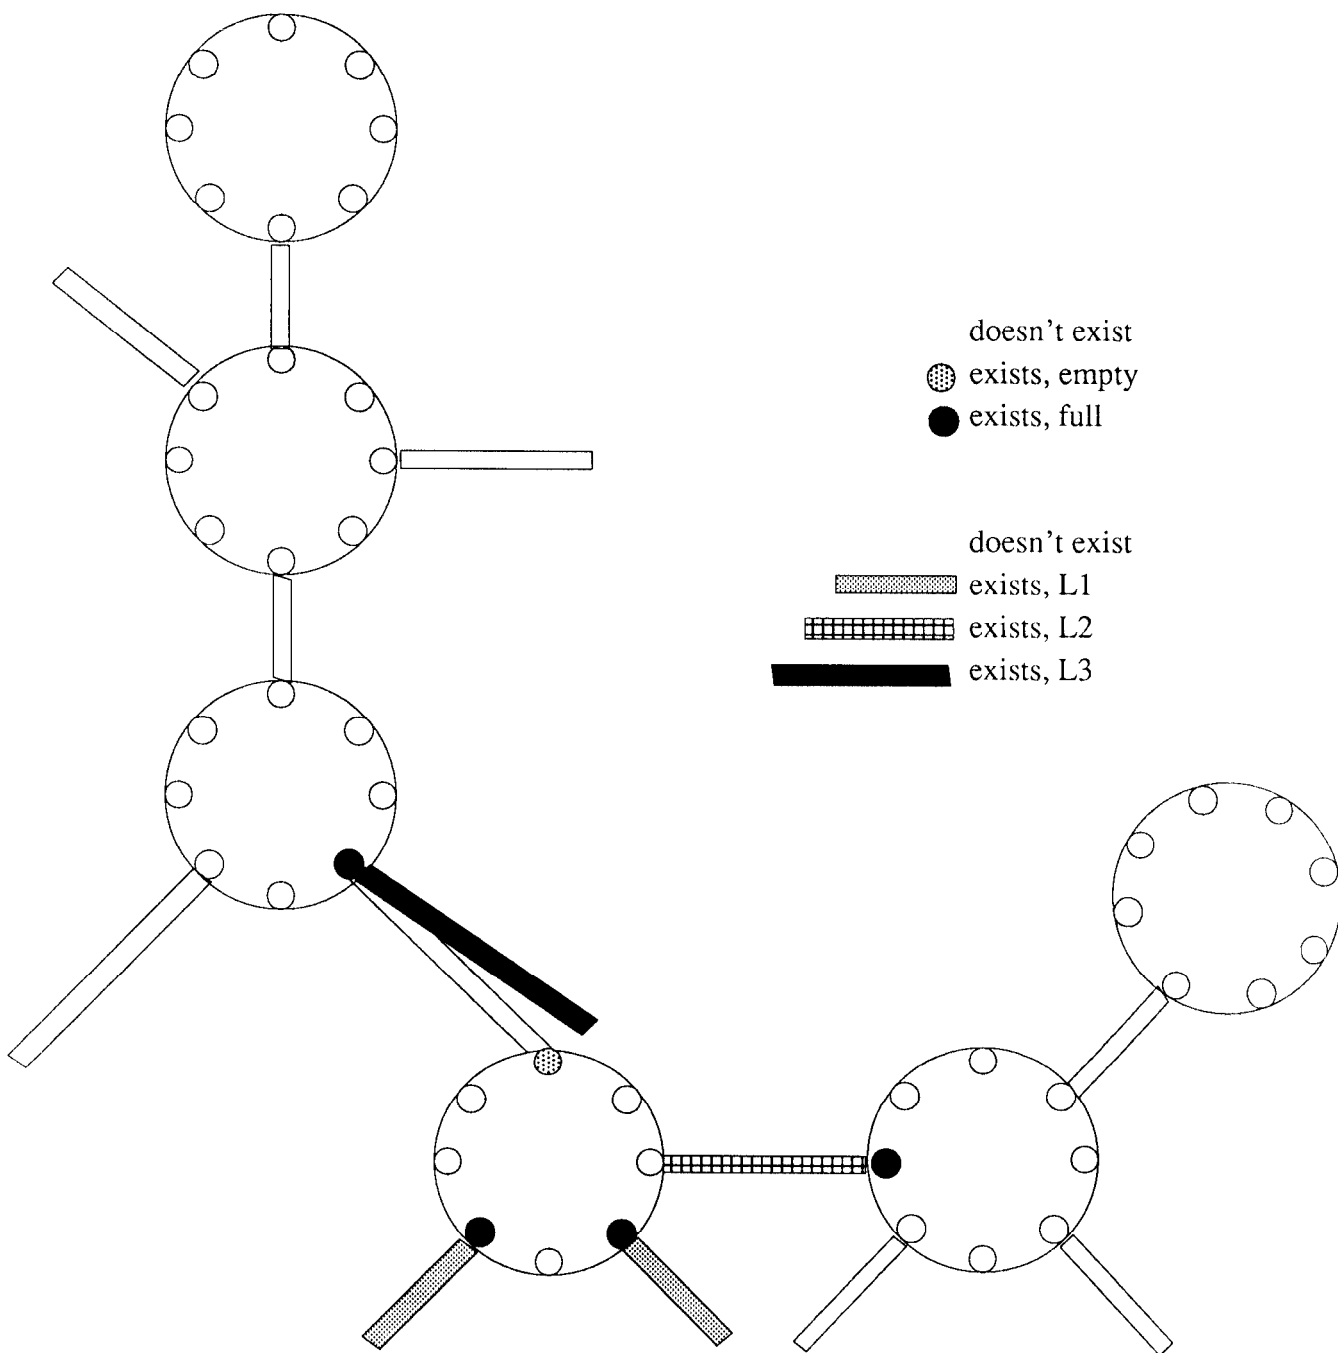 doesn't exist
exists, empty
exists, full
doesn't exist
exists, L1
exists, L2
exists, L3